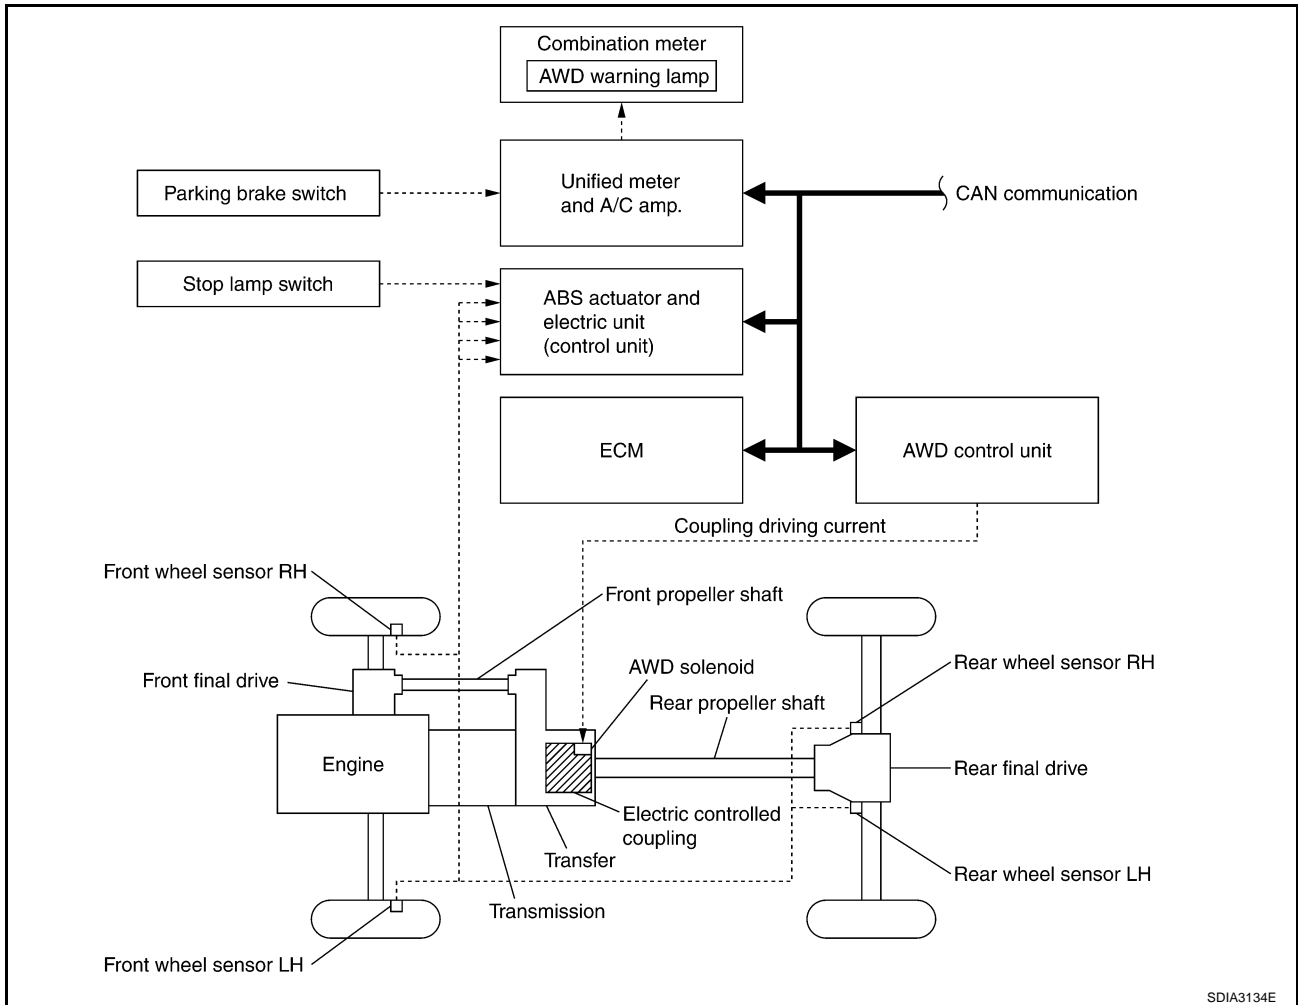 Combination meter
AWD warning lamp
Parking brake switch
Unified meter
and A/C amp.
CAN communication
Stop lamp switch
ABS actuator and
electric unit
(control unit)
ECM
AWD control unit
Coupling driving current
Front wheel sensor RH
Front propeller shaft
AWD solenoid
Rear wheel sensor RH
Front final drive
Rear propeller shaft
Engine
Rear final drive
Electric controlled
coupling
Transfer
Rear wheel sensor LH
Transmission
Front wheel sensor LH
SDIA3134E